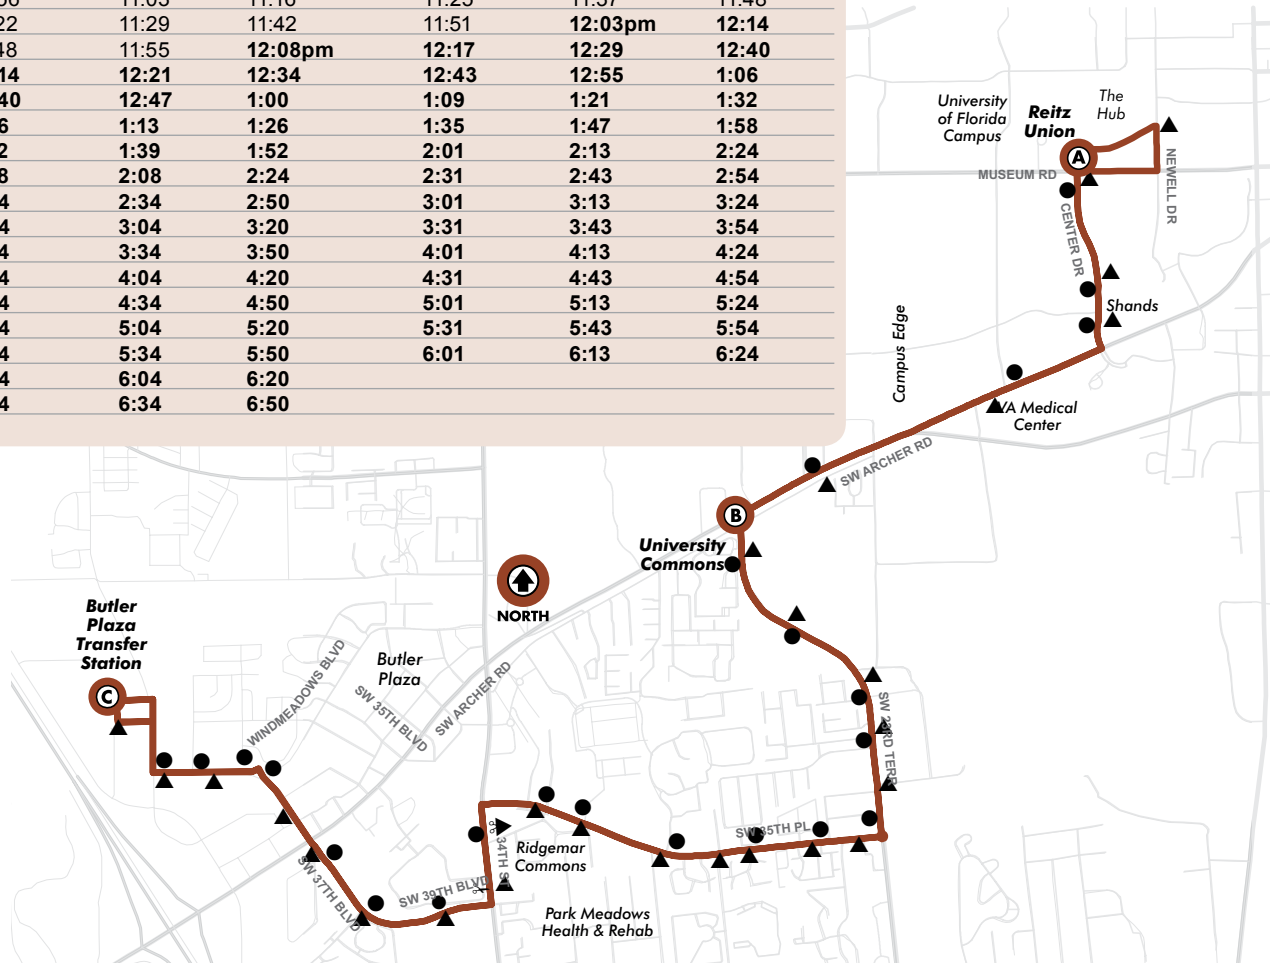 22 11:29 11:42 11:51 12:03pm 12:14
48 11:55 12:08pm 12:17 12:29 12:40
14 12:21 12:34 12:43 12:55 1:06
40 12:47 1:00 1:09 1:21 1:32
6 1:13 1:26 1:35 1:47 1:58
2 1:39 1:52 2:01 2:13 2:24
8 2:08 2:24 2:31 2:43 2:54
4 2:34 2:50 3:01 3:13 3:24
4 3:04 3:20 3:31 3:43 3:54
4 3:34 3:50 4:01 4:13 4:24
4 4:04 4:20 4:31 4:43 4:54
4 4:34 4:50 5:01 5:13 5:24
4 5:04 5:20 5:31 5:43 5:54
4 5:34 5:50 6:01 6:13 6:24
4 6:04 6:20
4 6:34 6:50
University
of Florida
Campus
Reitz
Union
The
Hub
A
MUSEUM RD
NEWELL DR
CENTER DR
Shands
Campus Edge
VA Medical
Center
SW ARCHER RD
B
University
Commons
NORTH
Butler
Plaza
Transfer
Station
C
WINDMEADOWS BLVD
Butler
Plaza
SW 35TH BLVD
SW ARCHER RD
SW 23RD TERR
SW 35TH PL
34TH S
Ridgemar
Commons
SW 37TH BLVD
SW 39TH BLVD
Park Meadows
Health & Rehab